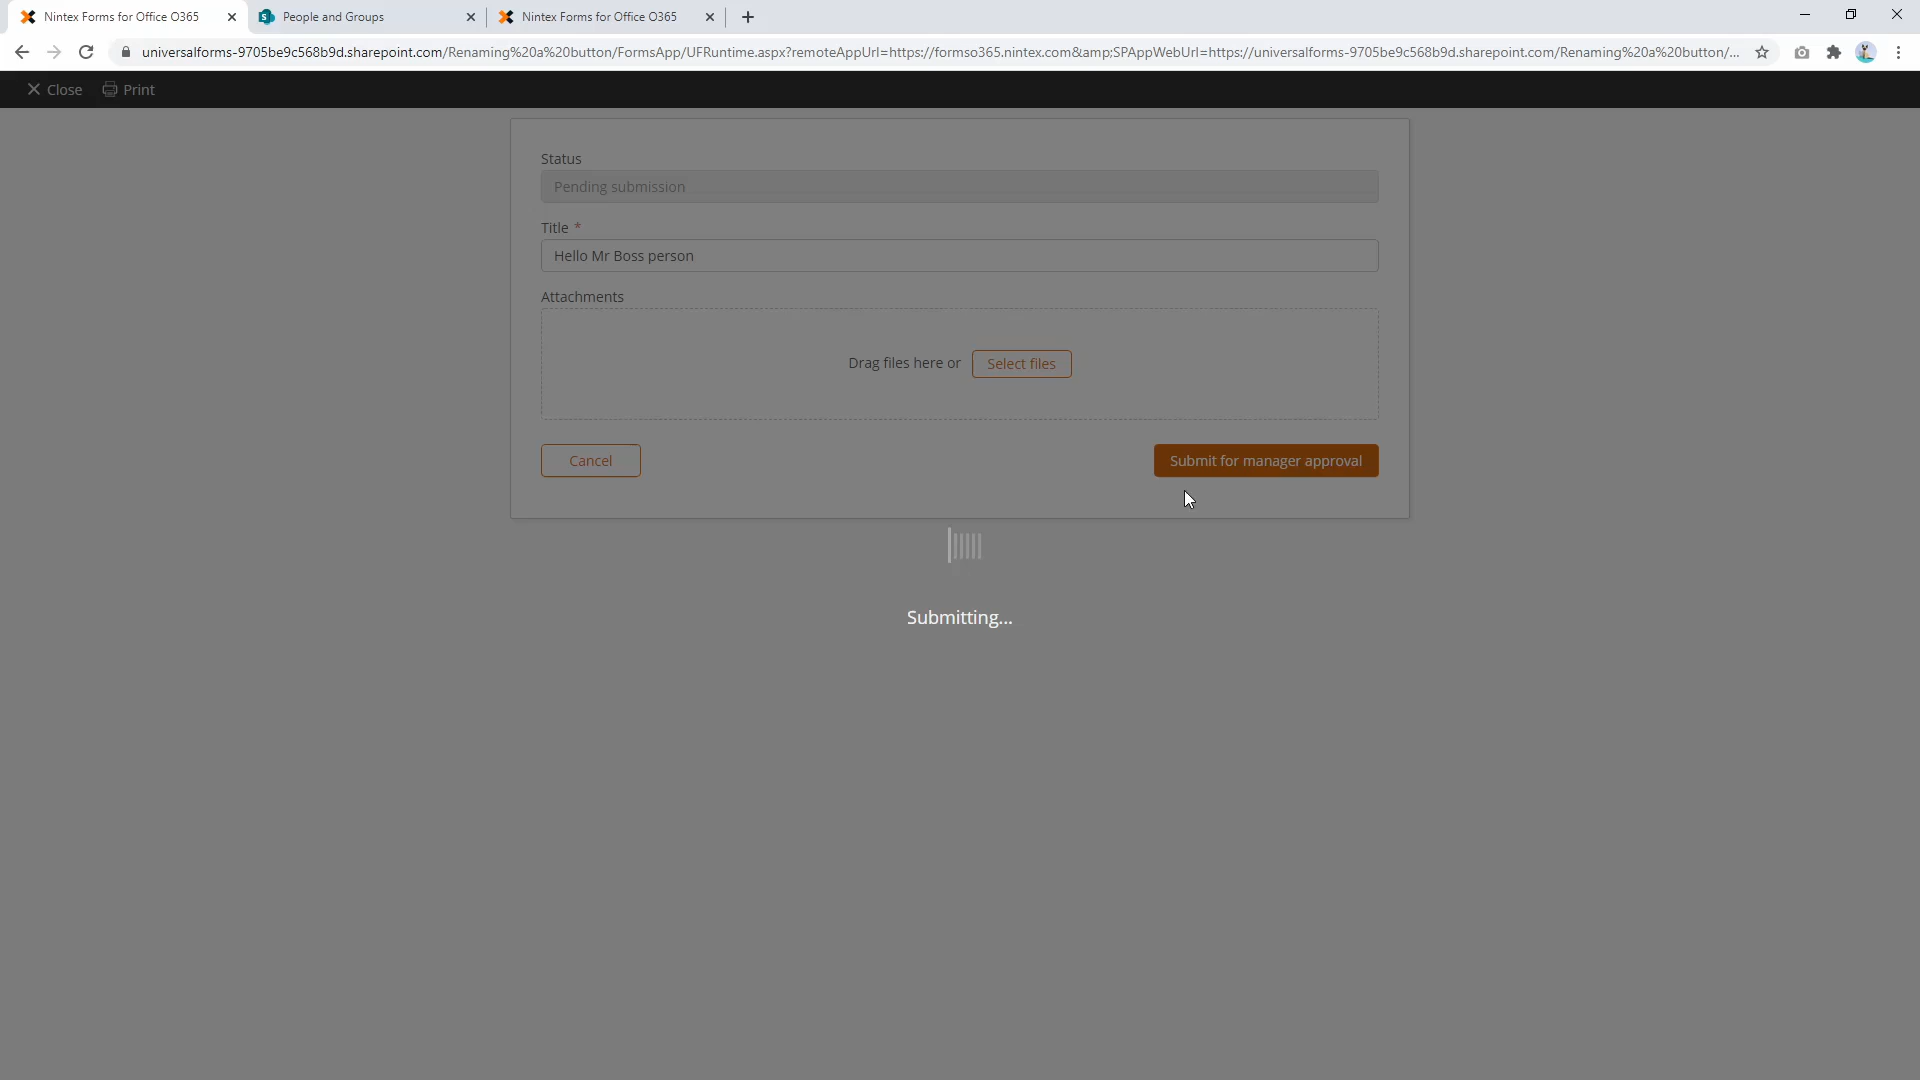 Nintex Forms for Office O365
People and Groups
Nintex Forms for Office O365
universalforms-9705be9c568b9d.sharepoint.com/Renaming%20a%20button/FormsApp/UFRuntime.aspx?remoteAppUrl=https://formso365.nintex.com&amp;SPAppWebUrl=https://universalforms-9705be9c568b9d.sharepoint.com/Renaming%20a%20button/...
Close Print
Status
Pending submission
Title *
Hello Mr Boss person
Attachments
Drag files here or Select files
Cancel Submit for manager approval
Submitting...